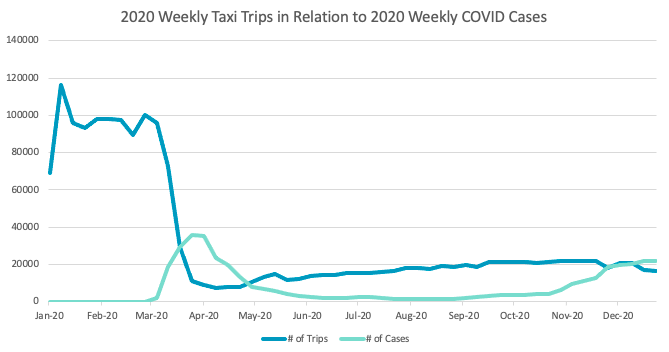 2020 Weekly Taxi Trips in Relation to 2020 Weekly COVID Cases
140000
120000
100000
80000
60000
40000
20000
0
Jan-20 Feb-20 Mar-20 Apr-20 May-20 Jun-20 Jul-20 Aug-20 Sep-20 Oct-20 Nov-20 Dec-20
# of Trips # of Cases